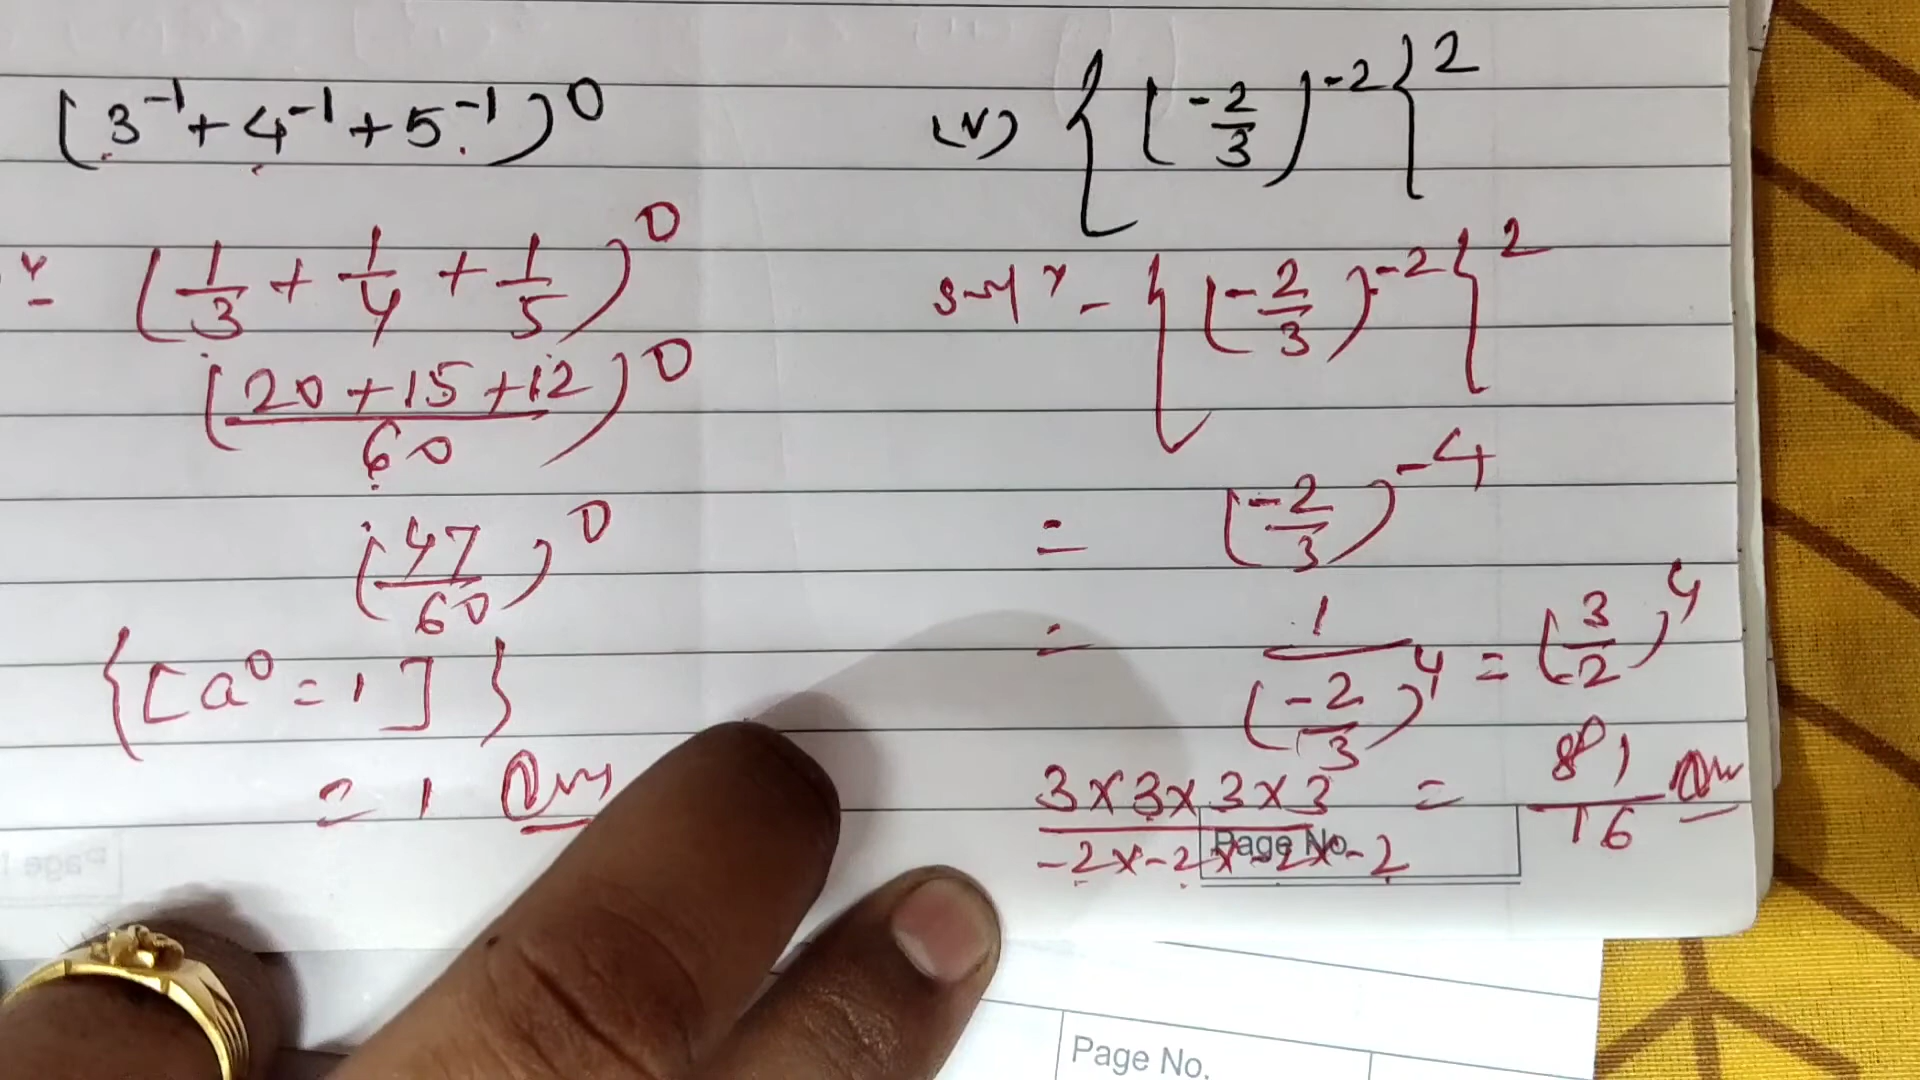 (3⁻¹ + 4⁻¹ + 5⁻¹)⁰
(1/3 + 1/4 + 1/5)⁰
((20 + 15 + 12)/60)⁰
(47/60)⁰
{[a⁰ = 1]}
= 1 Ans
(v) {(-2/3)⁻²}²
{(-2/3)⁻²}²
= (-2/3)⁻⁴
= 1/(-2/3)⁴ = (3/2)⁴
3×3×3×3/-2×-2×-2×-2 = 81/16 Ans
Page No.
Page No.